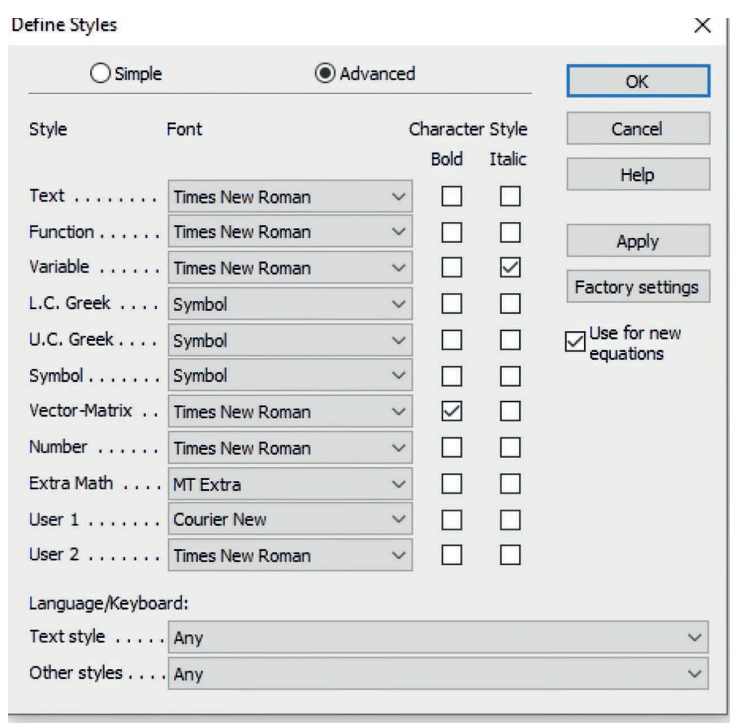 Define Styles
Simple Advanced OK
Style Font Character Style Cancel
Bold Italic
Help
Text ........ Times New Roman
Function ...... Times New Roman
Apply
Variable ...... Times New Roman
Factory settings
L.C. Greek .... Symbol
U.C. Greek .... Symbol
Use for new
equations
Symbol ....... Symbol
Vector-Matrix .. Times New Roman
Number ...... Times New Roman
Extra Math .... MT Extra
User 1 ....... Courier New
User 2 ....... Times New Roman
Language/Keyboard:
Text style ..... Any
Other styles .... Any